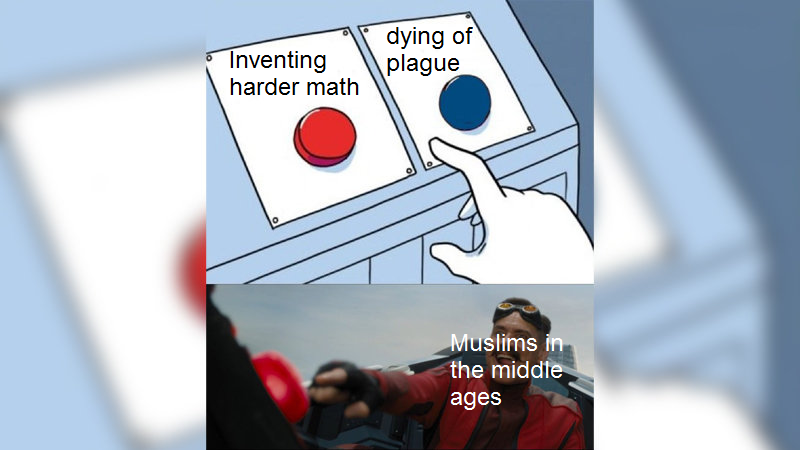 Inventing
harder math
dying of
plague
Muslims in
the middle
ages